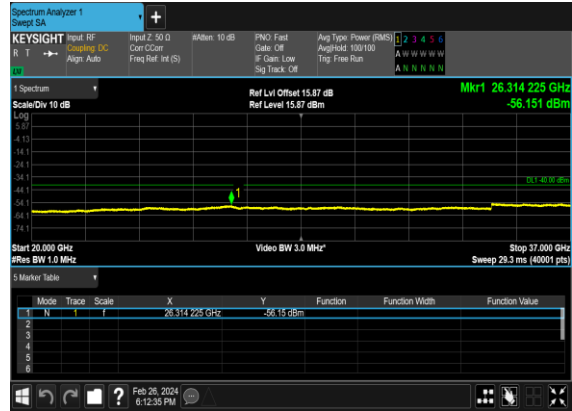 Spectrum Analyzer 1
Swept SA
+
KEYSIGHT Input: RF Input Z: 50 Ω #Atten: 10 dB PNO: Fast Avg Type: Power (RMS) 1 2 3 4 5 6
R T Coupling: DC Corr CCorr Gate: Off Avg|Hold: 100/100 A W W W W W
Align: Auto Freq Ref: Int (S) IF Gain: Low Trig: Free Run
Sig Track: Off A N N N N N
1 Spectrum Ref Lvl Offset 15.87 dB Mkr1 26.314 225 GHz
Scale/Div 10 dB Ref Level 15.87 dBm -56.151 dBm
Log
5.87
-4.13
-14.1
-24.1
-34.1 DL1 -40.00 dBm
-44.1 1
-54.1
-64.1
-74.1
Start 20.000 GHz Video BW 3.0 MHz* Stop 37.000 GHz
#Res BW 1.0 MHz Sweep 29.3 ms (40001 pts)
5 Marker Table
Mode Trace Scale X Y Function Function Width Function Value
1 N 1 f 26.314 225 GHz -56.15 dBm
2
3
4
5
6
? Feb 26, 2024
6:12:35 PM